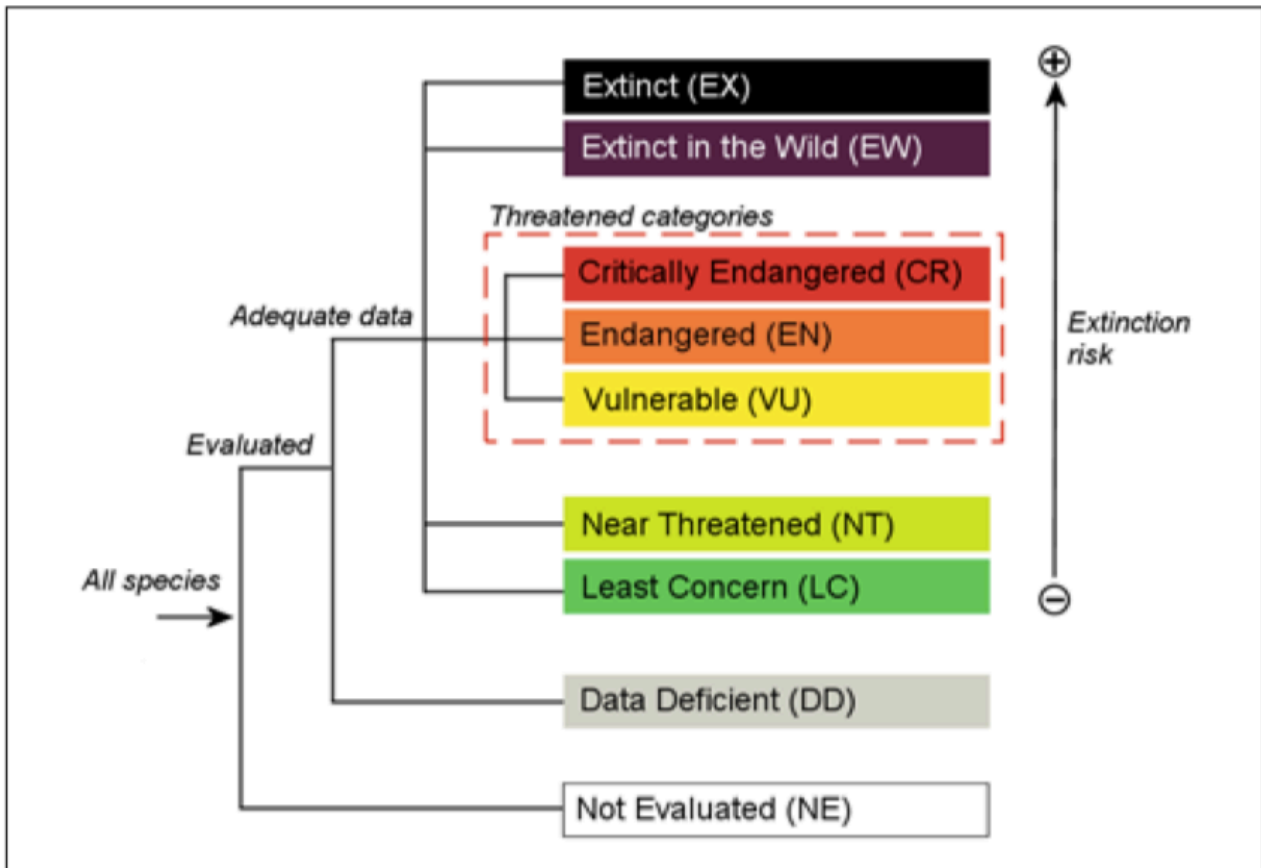 Extinct (EX)
Extinct in the Wild (EW)
Threatened categories
Critically Endangered (CR)
Adequate data
Endangered (EN)
Extinction
risk
Vulnerable (VU)
Evaluated
Near Threatened (NT)
All species
Least Concern (LC)
Data Deficient (DD)
Not Evaluated (NE)